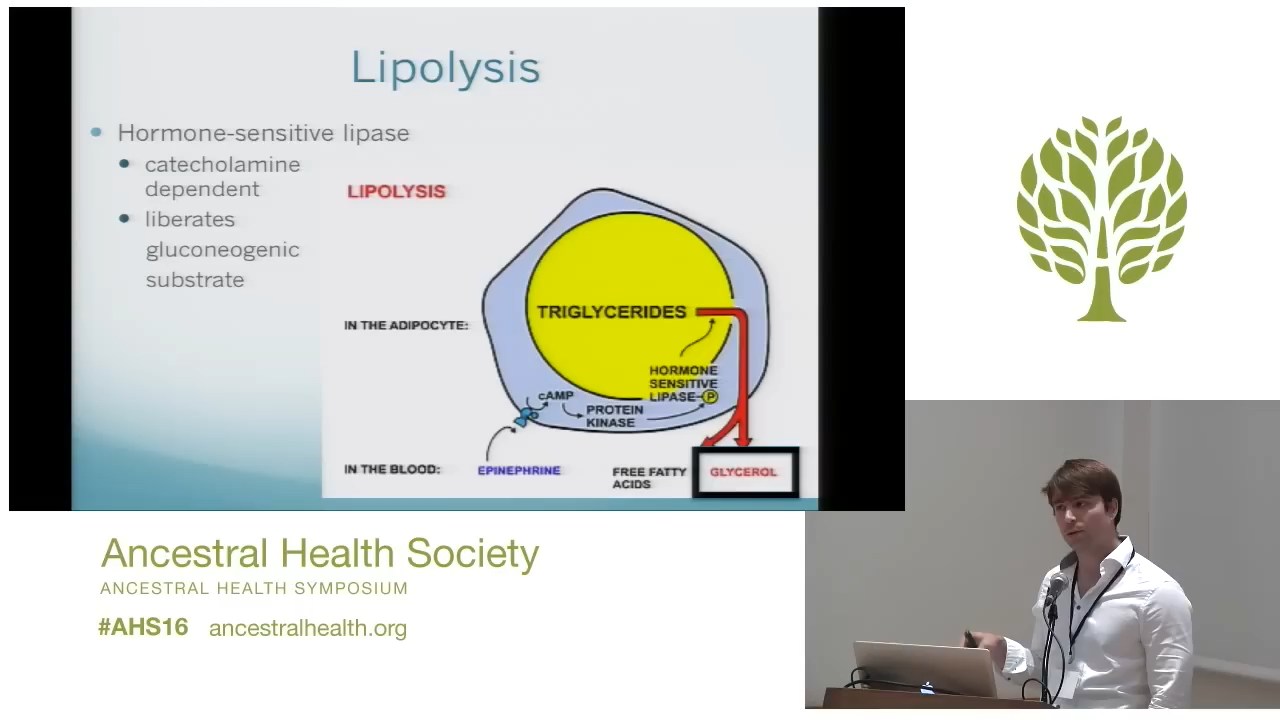 Lipolysis
• Hormone-sensitive lipase
• catecholamine
dependent
• liberates
gluconeogenic
substrate
LIPOLYSIS
IN THE ADIPOCYTE:
TRIGLYCERIDES
HORMONE
SENSITIVE
LIPASE-P
cAMP
PROTEIN
KINASE
IN THE BLOOD:
EPINEPHRINE
FREE FATTY
ACIDS
GLYCEROL
Ancestral Health Society
ANCESTRAL HEALTH SYMPOSIUM
#AHS16 ancestralhealth.org